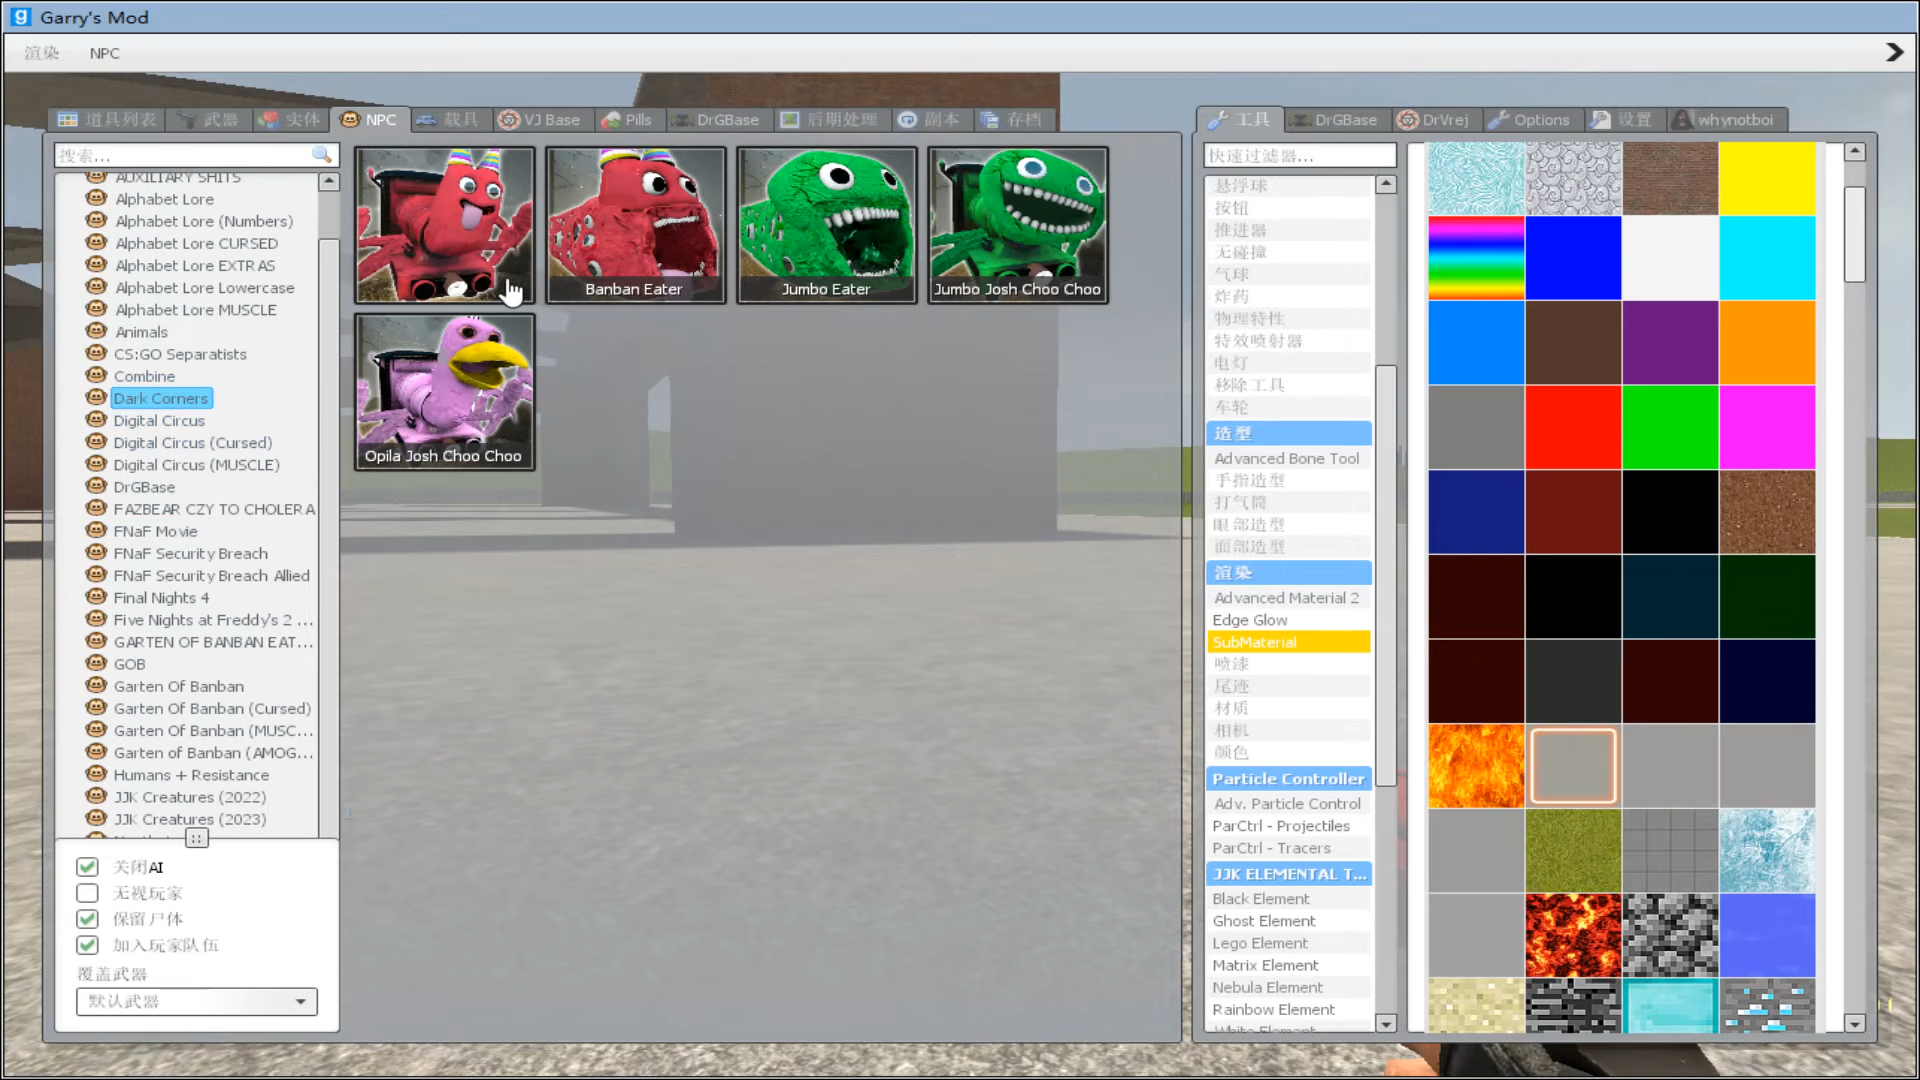 Garry's Mod
渲染 NPC
道具列表 武器 实体 NPC 载具 VJ Base Pills DrGBase 后期处理 副本 存档
工具 DrGBase DrVrej Options 设置 whynotboi
搜索...
AUXILIARY SHITS
Alphabet Lore
Alphabet Lore (Numbers)
Alphabet Lore CURSED
Alphabet Lore EXTRAS
Alphabet Lore Lowercase
Alphabet Lore MUSCLE
Animals
CS:GO Separatists
Combine
Dark Corners
Digital Circus
Digital Circus (Cursed)
Digital Circus (MUSCLE)
DrGBase
FAZBEAR CZY TO CHOLERA
FNaF Movie
FNaF Security Breach
FNaF Security Breach Allied
Final Nights 4
Five Nights at Freddy's 2 ...
GARTEN OF BANBAN EAT...
GOB
Garten Of Banban
Garten Of Banban (Cursed)
Garten Of Banban (MUSC...
Garten of Banban (AMOG...
Humans + Resistance
JJK Creatures (2022)
JJK Creatures (2023)
关闭AI
无视玩家
保留尸体
加入玩家队伍
覆盖武器
默认武器
Banban Eater
Jumbo Eater
Jumbo Josh Choo Choo
Opila Josh Choo Choo
快速过滤器...
悬浮球
按钮
推进器
无碰撞
气球
炸药
物理特性
特效喷射器
电灯
移除工具
车轮
造型
Advanced Bone Tool
手指造型
打气筒
眼部造型
面部造型
渲染
Advanced Material 2
Edge Glow
SubMaterial
喷漆
尾迹
材质
相机
颜色
Particle Controller
Adv. Particle Control
ParCtrl - Projectiles
ParCtrl - Tracers
JJK ELEMENTAL T...
Black Element
Ghost Element
Lego Element
Matrix Element
Nebula Element
Rainbow Element
White Element